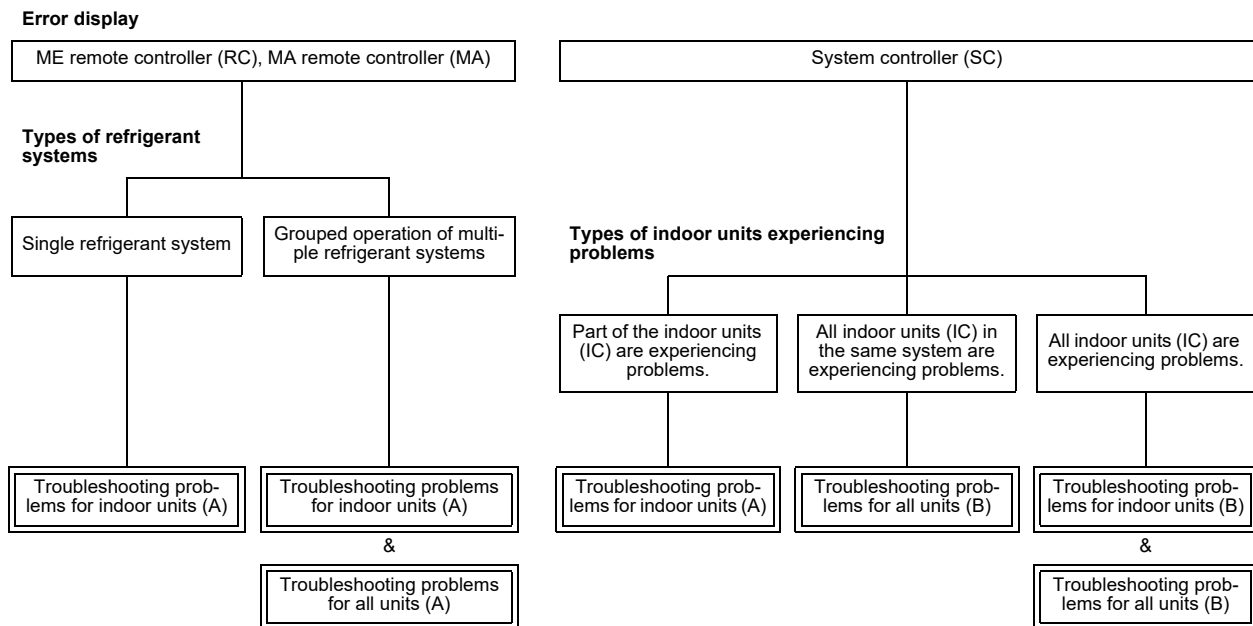 Error display
ME remote controller (RC), MA remote controller (MA)
System controller (SC)
Types of refrigerant
systems
Single refrigerant system
Grouped operation of multi-
ple refrigerant systems
Types of indoor units experiencing
problems
Part of the indoor units
(IC) are experiencing
problems.
All indoor units (IC) in
the same system are
experiencing problems.
All indoor units (IC) are
experiencing problems.
Troubleshooting prob-
lems for indoor units (A)
Troubleshooting problems
for indoor units (A)
&
Troubleshooting problems
for all units (A)
Troubleshooting prob-
lems for indoor units (A)
Troubleshooting prob-
lems for all units (B)
Troubleshooting prob-
lems for indoor units (B)
&
Troubleshooting prob-
lems for all units (B)